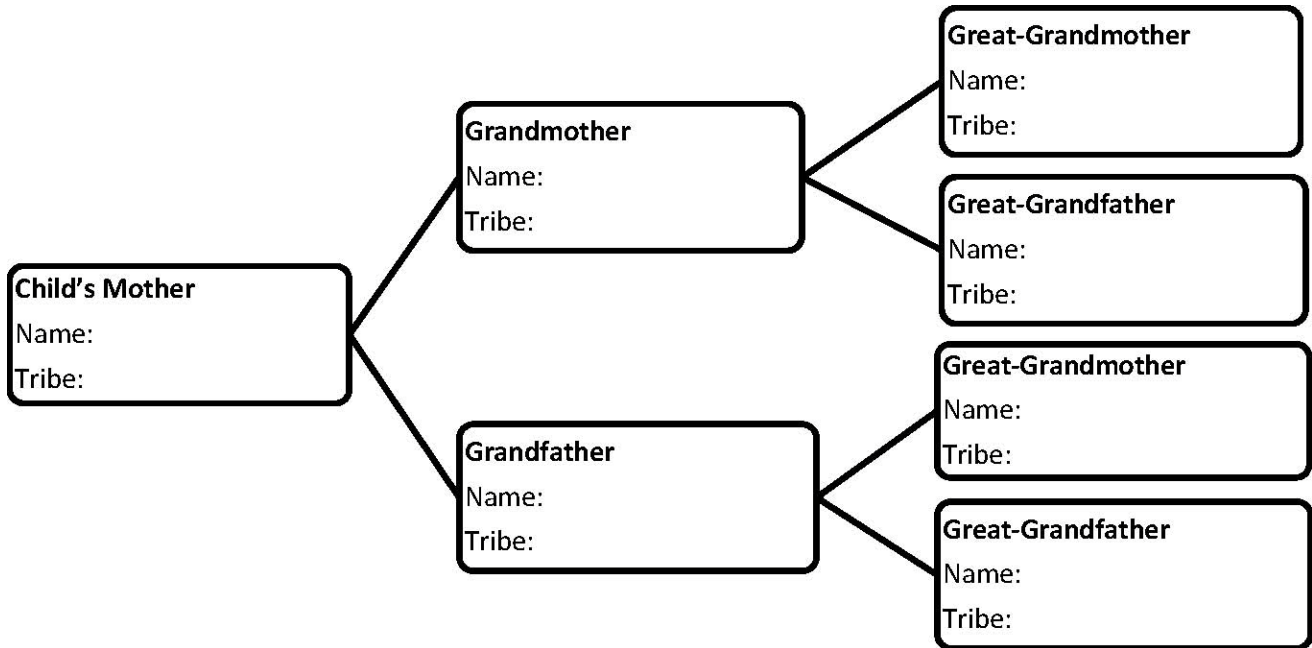 Child’s Mother
Name:
Tribe:
Grandmother
Name:
Tribe:
Grandfather
Name:
Tribe:
Great-Grandmother
Name:
Tribe:
Great-Grandfather
Name:
Tribe:
Great-Grandmother
Name:
Tribe:
Great-Grandfather
Name:
Tribe: